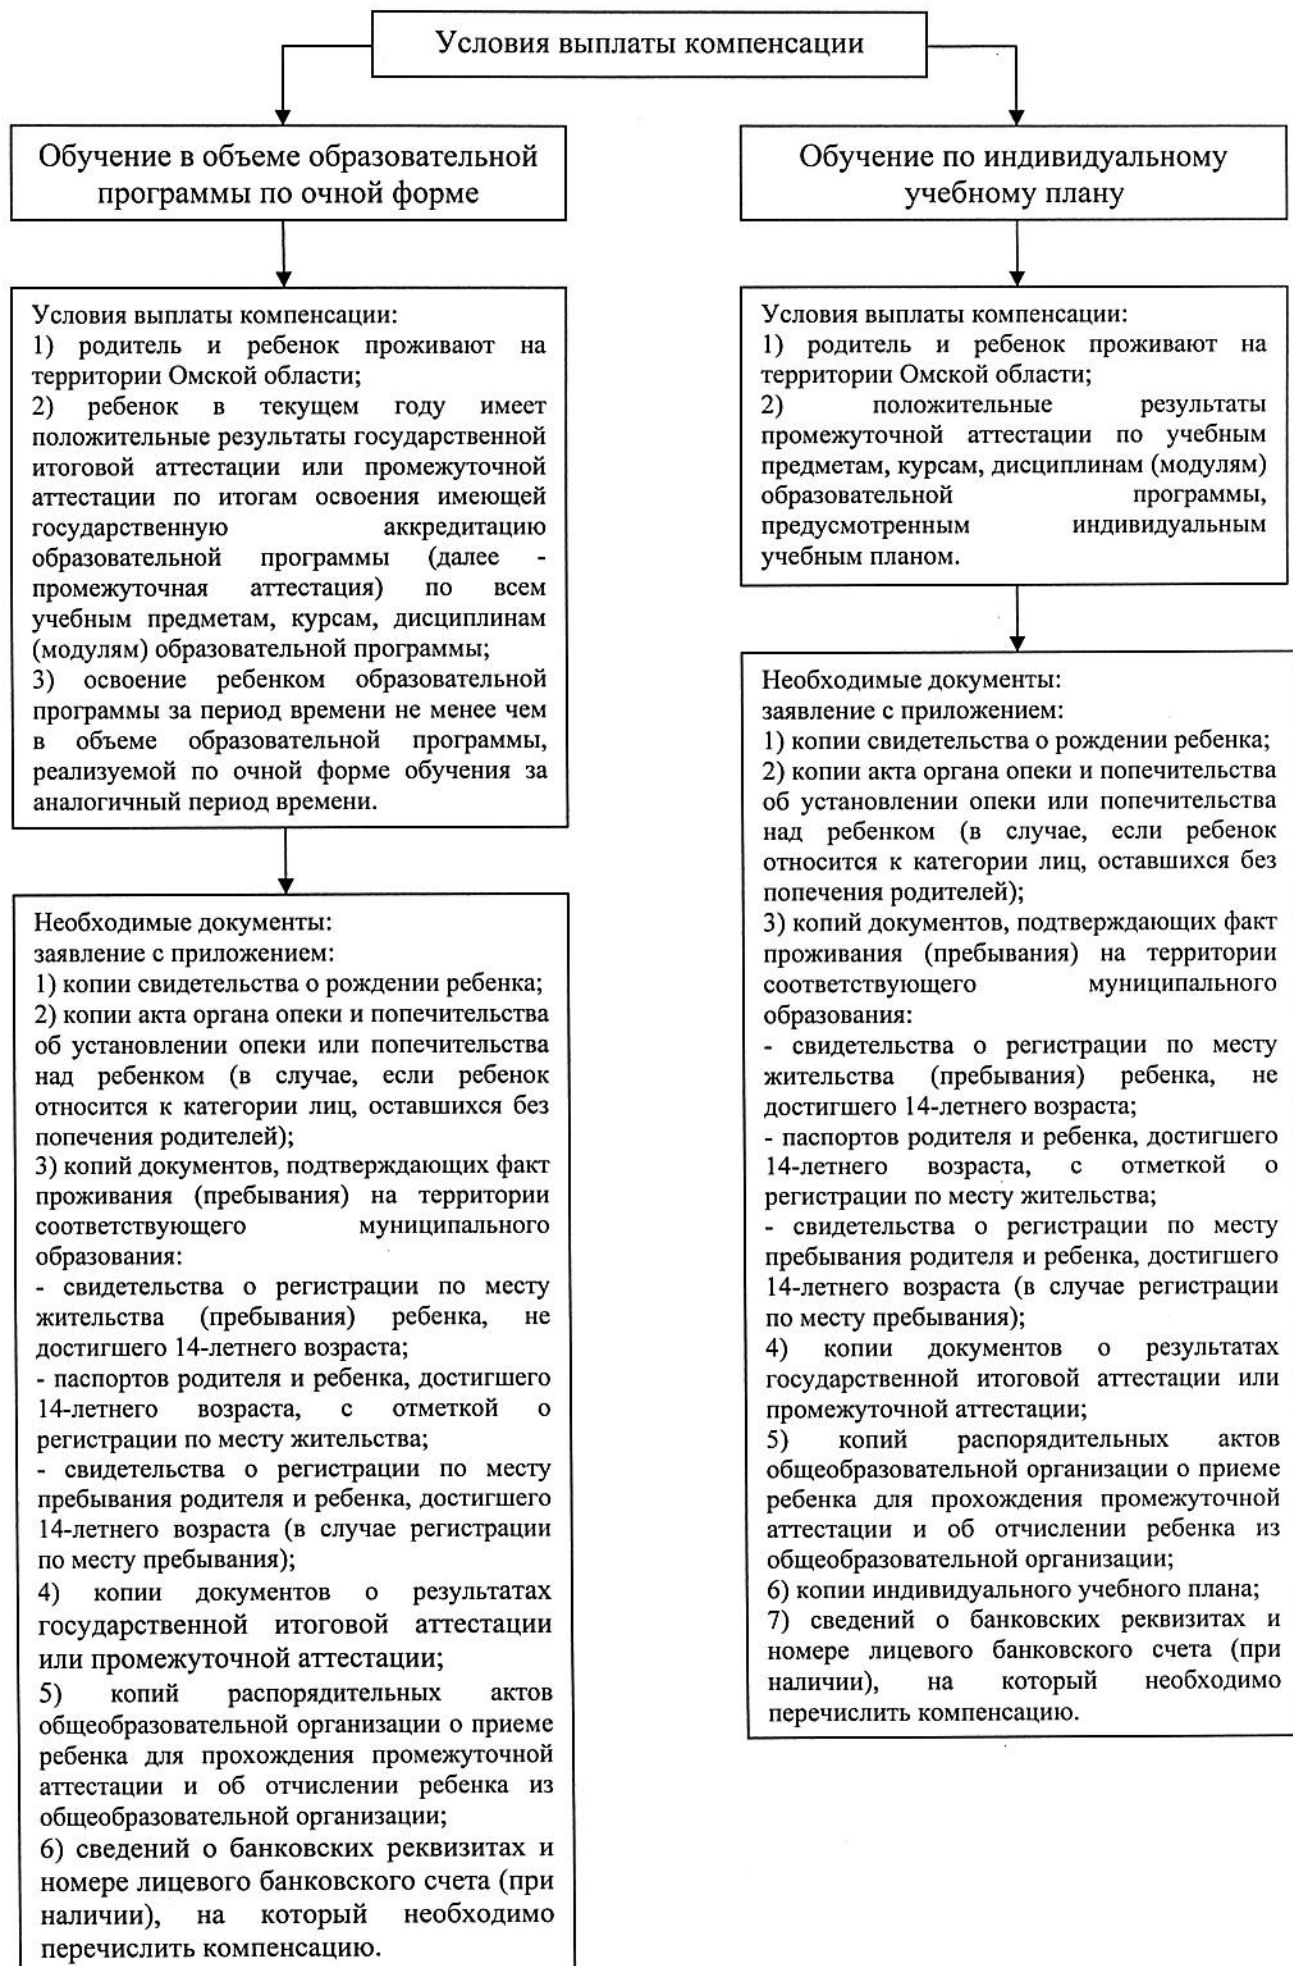 Условия выплаты компенсации
Обучение в объеме образовательной
программы по очной форме
Условия выплаты компенсации:
1) родитель и ребенок проживают на
территории Омской области;
2) ребенок в текущем году имеет
положительные результаты государственной
итоговой аттестации или промежуточной
аттестации по итогам освоения имеющей
государственную аккредитацию
образовательной программы (далее -
промежуточная аттестация) по всем
учебным предметам, курсам, дисциплинам
(модулям) образовательной программы;
3) освоение ребенком образовательной
программы за период времени не менее чем
в объеме образовательной программы,
реализуемой по очной форме обучения за
аналогичный период времени.
Необходимые документы:
заявление с приложением:
1) копии свидетельства о рождении ребенка;
2) копии акта органа опеки и попечительства
об установлении опеки или попечительства
над ребенком (в случае, если ребенок
относится к категории лиц, оставшихся без
попечения родителей);
3) копий документов, подтверждающих факт
проживания (пребывания) на территории
соответствующего муниципального
образования:
- свидетельства о регистрации по месту
жительства (пребывания) ребенка, не
достигшего 14-летнего возраста;
- паспортов родителя и ребенка, достигшего
14-летнего возраста, с отметкой о
регистрации по месту жительства;
- свидетельства о регистрации по месту
пребывания родителя и ребенка, достигшего
14-летнего возраста (в случае регистрации
по месту пребывания);
4) копии документов о результатах
государственной итоговой аттестации
или промежуточной аттестации;
5) копий распорядительных актов
общеобразовательной организации о приеме
ребенка для прохождения промежуточной
аттестации и об отчислении ребенка из
общеобразовательной организации;
6) сведений о банковских реквизитах и
номере лицевого банковского счета (при
наличии), на который необходимо
перечислить компенсацию.
Обучение по индивидуальному
учебному плану
Условия выплаты компенсации:
1) родитель и ребенок проживают на
территории Омской области;
2) положительные результаты
промежуточной аттестации по учебным
предметам, курсам, дисциплинам (модулям)
образовательной программы,
предусмотренным индивидуальным
учебным планом.
Необходимые документы:
заявление с приложением:
1) копии свидетельства о рождении ребенка;
2) копии акта органа опеки и попечительства
об установлении опеки или попечительства
над ребенком (в случае, если ребенок
относится к категории лиц, оставшихся без
попечения родителей);
3) копий документов, подтверждающих факт
проживания (пребывания) на территории
соответствующего муниципального
образования:
- свидетельства о регистрации по месту
жительства (пребывания) ребенка, не
достигшего 14-летнего возраста;
- паспортов родителя и ребенка, достигшего
14-летнего возраста, с отметкой о
регистрации по месту жительства;
- свидетельства о регистрации по месту
пребывания родителя и ребенка, достигшего
14-летнего возраста (в случае регистрации
по месту пребывания);
4) копии документов о результатах
государственной итоговой аттестации или
промежуточной аттестации;
5) копий распорядительных актов
общеобразовательной организации о приеме
ребенка для прохождения промежуточной
аттестации и об отчислении ребенка из
общеобразовательной организации;
6) копии индивидуального учебного плана;
7) сведений о банковских реквизитах и
номере лицевого банковского счета (при
наличии), на который необходимо
перечислить компенсацию.